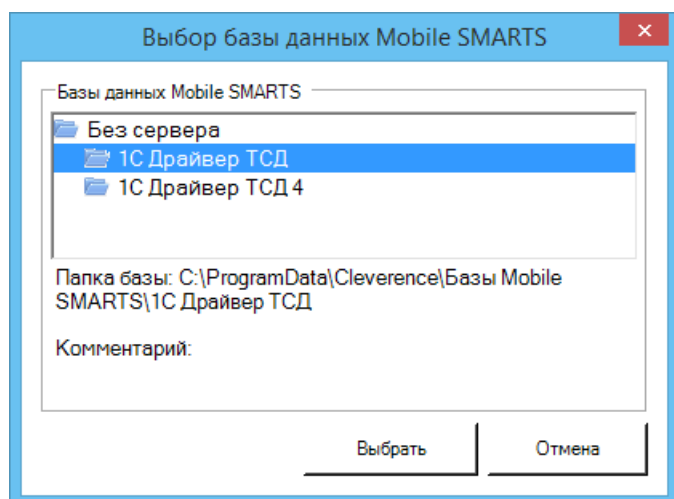 Выбор базы данных Mobile SMARTS
Базы данных Mobile SMARTS
Без сервера
1С Драйвер ТСД
1С Драйвер ТСД 4
Папка базы: C:\ProgramData\Cleverence\Базы Mobile
SMARTS\1С Драйвер ТСД
Комментарий:
Выбрать
Отмена